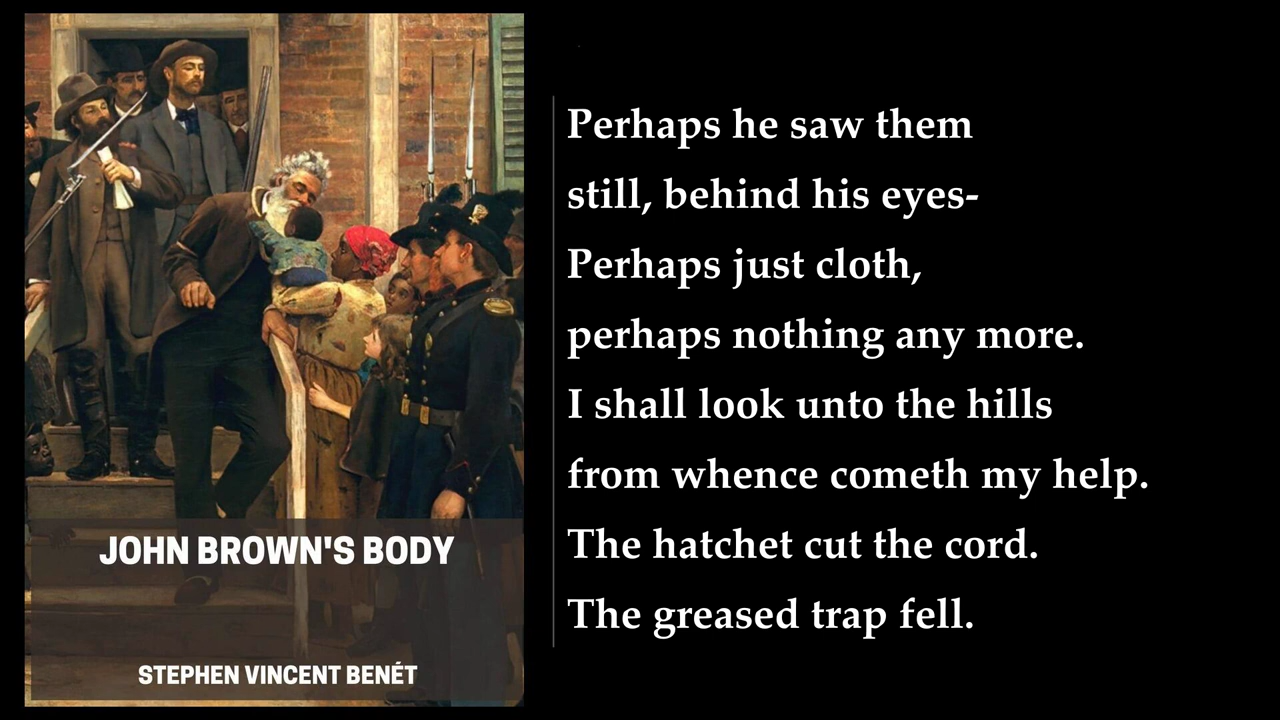 JOHN BROWN'S BODY
STEPHEN VINCENT BENÉT
Perhaps he saw them
still, behind his eyes-
Perhaps just cloth,
perhaps nothing any more.
I shall look unto the hills
from whence cometh my help.
The hatchet cut the cord.
The greased trap fell.